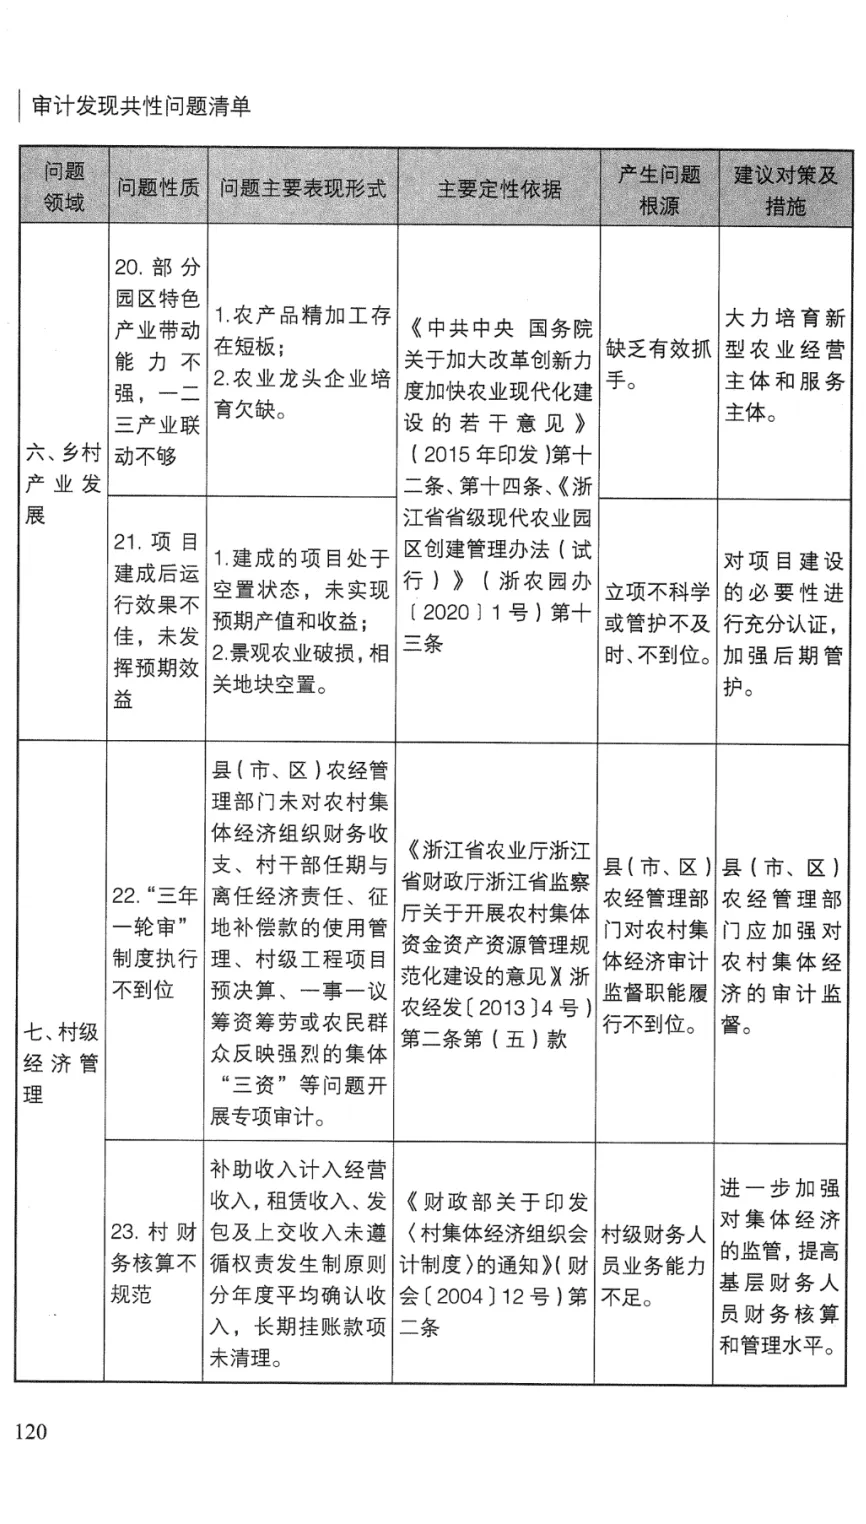 审计发现共性问题清单
问题
领域
问题性质
问题主要表现形式
主要定性依据
产生问题
根源
建议对策及
措施
六、乡村
产业发
展
20. 部分
园区特色
产业带动
能力不
强，一二
三产业联
动不够
1.农产品精加工存
在短板；
2.农业龙头企业培
育欠缺。
《中共中央 国务院
关于加大改革创新力
度加快农业现代化建
设的若干意见》
（2015年印发）第十
二条、第十四条、《浙
江省省级现代农业园
区创建管理办法（试
行）》（浙农园办
〔2020〕1号）第十
三条
缺乏有效抓
手。
大力培育新
型农业经营
主体和服务
主体。
21. 项目
建成后运
行效果不
佳，未发
挥预期效
益
1.建成的项目处于
空置状态，未实现
预期产值和收益；
2.景观农业破损，相
关地块空置。
立项不科学
或管护不及
时、不到位。
对项目建设
的必要性进
行充分认证，
加强后期管
护。
七、村级
经济管
理
22.“三年
一轮审”
制度执行
不到位
县（市、区）农经管
理部门未对农村集
体经济组织财务收
支、村干部任期与
离任经济责任、征
地补偿款的使用管
理、村级工程项目
预决算、一事一议
筹资筹劳或农民群
众反映强烈的集体
“三资”等问题开
展专项审计。
《浙江省农业厅浙江
省财政厅浙江省监察
厅关于开展农村集体
资金资产资源管理规
范化建设的意见》（浙
农经发〔2013〕4号）
第二条第（五）款
县（市、区）
农经管理部
门对农村集
体经济审计
监督职能履
行不到位。
县（市、区）
农经管理部
门应加强对
农村集体经
济的审计监
督。
23. 村财
务核算不
规范
补助收入计入经营
收入，租赁收入、发
包及上交收入未遵
循权责发生制原则
分年度平均确认收
入，长期挂账款项
未清理。
《财政部关于印发
〈村集体经济组织会
计制度〉的通知》（财
会〔2004〕12号）第
二条
村级财务人
员业务能力
不足。
进一步加强
对集体经济
的监管，提高
基层财务人
员财务核算
和管理水平。
120